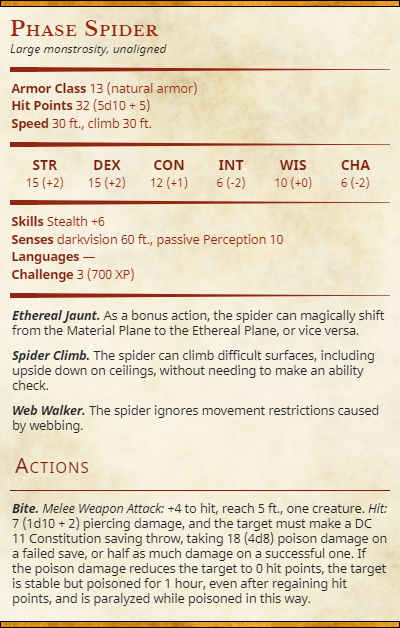 Phase Spider
Large monstrosity, unaligned
Armor Class 13 (natural armor)
Hit Points 32 (5d10 + 5)
Speed 30 ft., climb 30 ft.
STR DEX CON INT WIS CHA
15 (+2) 15 (+2) 12 (+1) 6 (-2) 10 (+0) 6 (-2)
Skills Stealth +6
Senses darkvision 60 ft., passive Perception 10
Languages —
Challenge 3 (700 XP)
Ethereal Jaunt. As a bonus action, the spider can magically shift
from the Material Plane to the Ethereal Plane, or vice versa.
Spider Climb. The spider can climb difficult surfaces, including
upside down on ceilings, without needing to make an ability
check.
Web Walker. The spider ignores movement restrictions caused
by webbing.
Actions
Bite. Melee Weapon Attack: +4 to hit, reach 5 ft., one creature. Hit:
7 (1d10 + 2) piercing damage, and the target must make a DC
11 Constitution saving throw, taking 18 (4d8) poison damage on
a failed save, or half as much damage on a successful one. If
the poison damage reduces the target to 0 hit points, the target
is stable but poisoned for 1 hour, even after regaining hit
points, and is paralyzed while poisoned in this way.